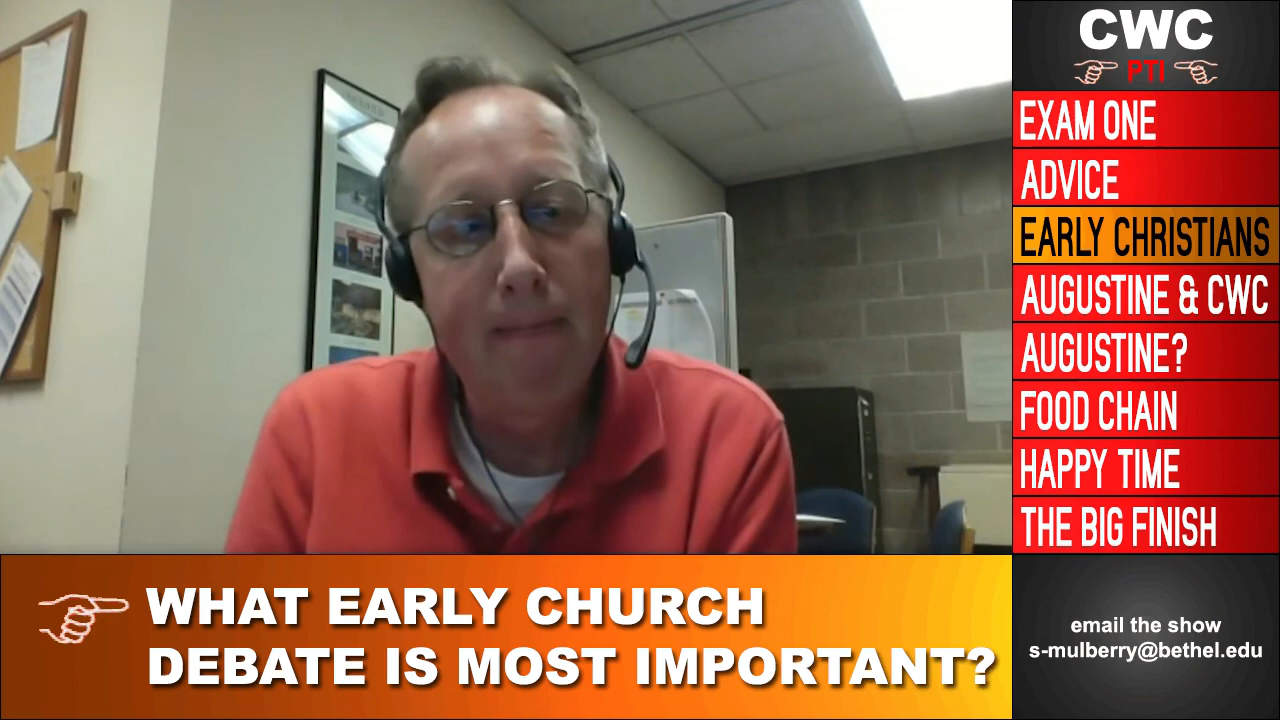 CWC
PTI
EXAM ONE
ADVICE
EARLY CHRISTIANS
AUGUSTINE & CWC
AUGUSTINE?
FOOD CHAIN
HAPPY TIME
THE BIG FINISH
WHAT EARLY CHURCH
DEBATE IS MOST IMPORTANT?
email the show
s-mulberry@bethel.edu